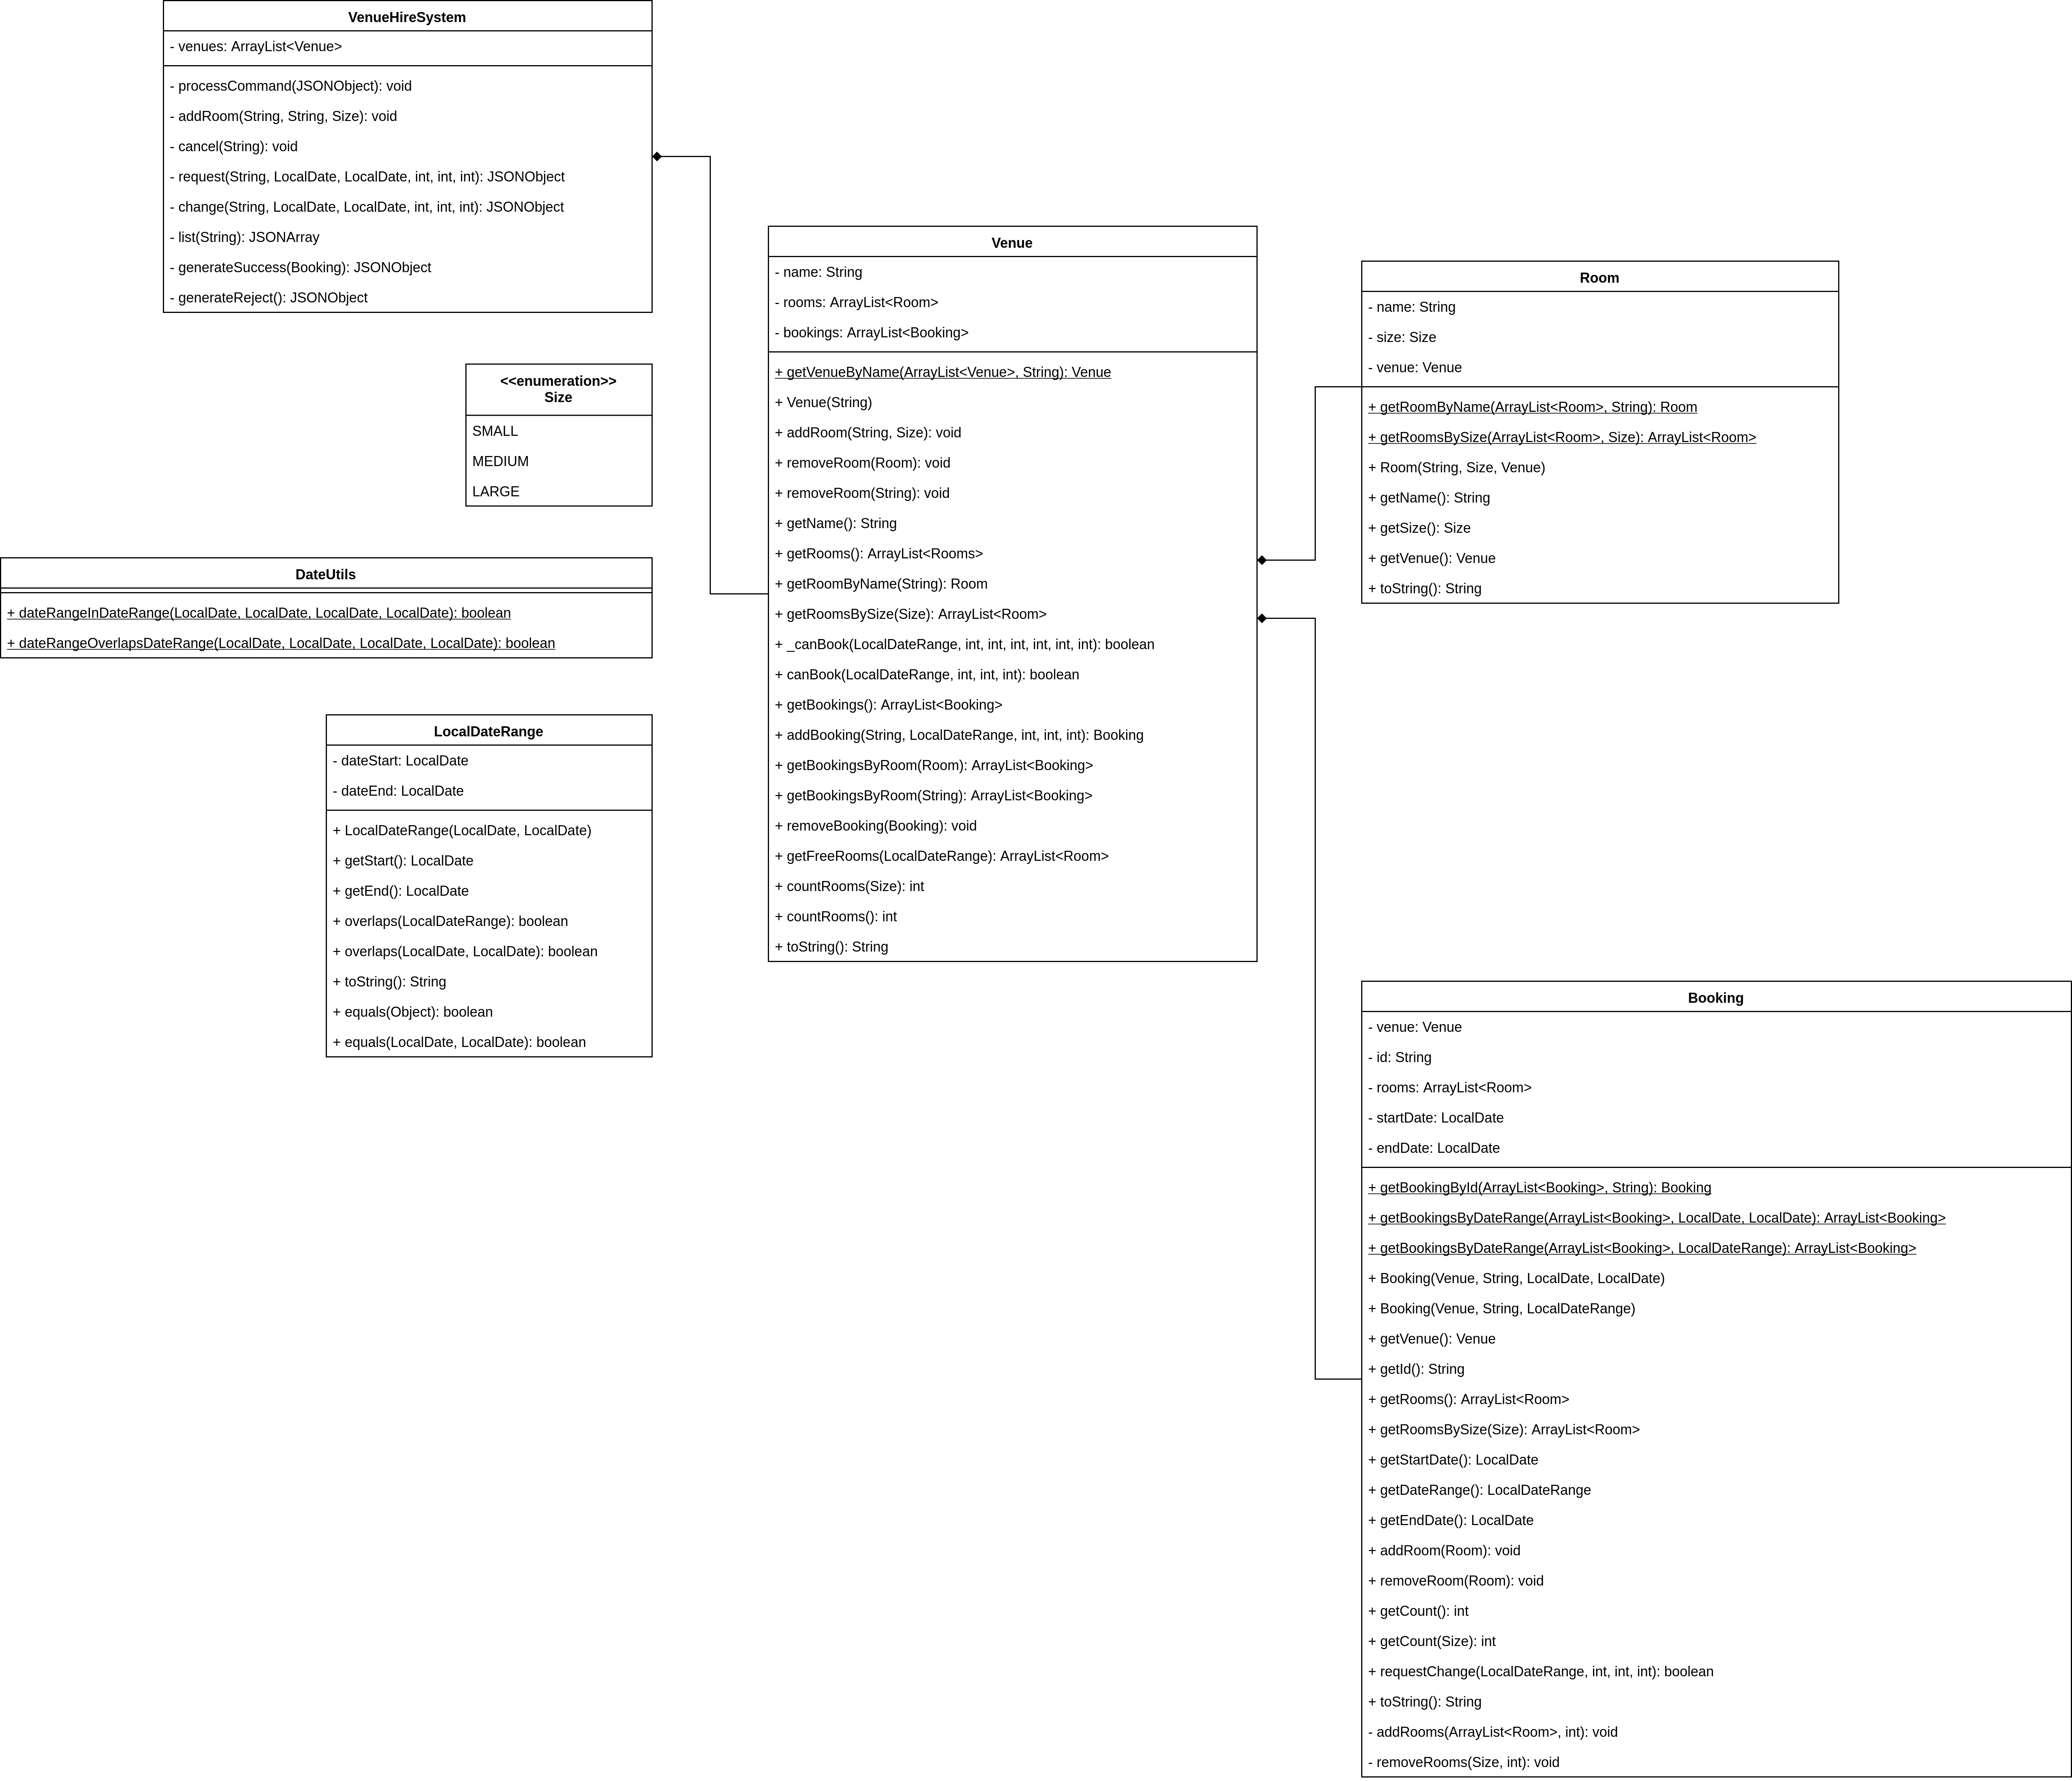 VenueHireSystem
- venues: ArrayList<Venue>
- processCommand(JSONObject): void
- addRoom(String, String, Size): void
- cancel(String): void
- request(String, LocalDate, LocalDate, int, int, int): JSONObject
- change(String, LocalDate, LocalDate, int, int, int): JSONObject
- list(String): JSONArray
- generateSuccess(Booking): JSONObject
- generateReject(): JSONObject
<<enumeration>>
Size
SMALL
MEDIUM
LARGE
DateUtils
+ dateRangeInDateRange(LocalDate, LocalDate, LocalDate, LocalDate): boolean
+ dateRangeOverlapsDateRange(LocalDate, LocalDate, LocalDate, LocalDate): boolean
LocalDateRange
- dateStart: LocalDate
- dateEnd: LocalDate
+ LocalDateRange(LocalDate, LocalDate)
+ getStart(): LocalDate
+ getEnd(): LocalDate
+ overlaps(LocalDateRange): boolean
+ overlaps(LocalDate, LocalDate): boolean
+ toString(): String
+ equals(Object): boolean
+ equals(LocalDate, LocalDate): boolean
Venue
- name: String
- rooms: ArrayList<Room>
- bookings: ArrayList<Booking>
+ getVenueByName(ArrayList<Venue>, String): Venue
+ Venue(String)
+ addRoom(String, Size): void
+ removeRoom(Room): void
+ removeRoom(String): void
+ getName(): String
+ getRooms(): ArrayList<Rooms>
+ getRoomByName(String): Room
+ getRoomsBySize(Size): ArrayList<Room>
+ _canBook(LocalDateRange, int, int, int, int, int, int): boolean
+ canBook(LocalDateRange, int, int, int): boolean
+ getBookings(): ArrayList<Booking>
+ addBooking(String, LocalDateRange, int, int, int): Booking
+ getBookingsByRoom(Room): ArrayList<Booking>
+ getBookingsByRoom(String): ArrayList<Booking>
+ removeBooking(Booking): void
+ getFreeRooms(LocalDateRange): ArrayList<Room>
+ countRooms(Size): int
+ countRooms(): int
+ toString(): String
Room
- name: String
- size: Size
- venue: Venue
+ getRoomByName(ArrayList<Room>, String): Room
+ getRoomsBySize(ArrayList<Room>, Size): ArrayList<Room>
+ Room(String, Size, Venue)
+ getName(): String
+ getSize(): Size
+ getVenue(): Venue
+ toString(): String
Booking
- venue: Venue
- id: String
- rooms: ArrayList<Room>
- startDate: LocalDate
- endDate: LocalDate
+ getBookingById(ArrayList<Booking>, String): Booking
+ getBookingsByDateRange(ArrayList<Booking>, LocalDate, LocalDate): ArrayList<Booking>
+ getBookingsByDateRange(ArrayList<Booking>, LocalDateRange): ArrayList<Booking>
+ Booking(Venue, String, LocalDate, LocalDate)
+ Booking(Venue, String, LocalDateRange)
+ getVenue(): Venue
+ getId(): String
+ getRooms(): ArrayList<Room>
+ getRoomsBySize(Size): ArrayList<Room>
+ getStartDate(): LocalDate
+ getDateRange(): LocalDateRange
+ getEndDate(): LocalDate
+ addRoom(Room): void
+ removeRoom(Room): void
+ getCount(): int
+ getCount(Size): int
+ requestChange(LocalDateRange, int, int, int): boolean
+ toString(): String
- addRooms(ArrayList<Room>, int): void
- removeRooms(Size, int): void